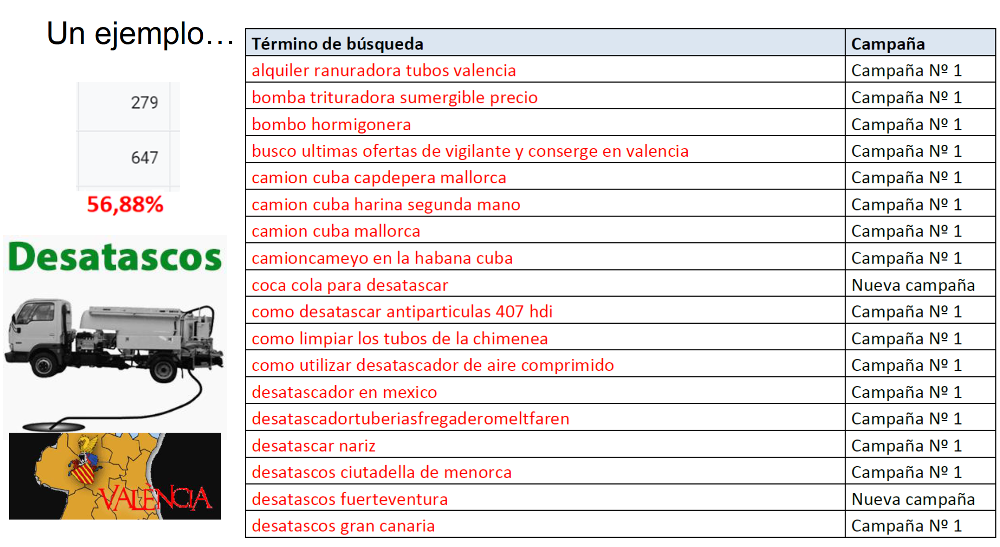 Un ejemplo...
279
647
56,88%
Desatascos
VALÈNCIA
Término de búsqueda Campaña
alquiler ranuradora tubos valencia Campaña Nº 1
bomba trituradora sumergible precio Campaña Nº 1
bombo hormigonera Campaña Nº 1
busco ultimas ofertas de vigilante y conserge en valencia Campaña Nº 1
camion cuba capdepera mallorca Campaña Nº 1
camion cuba harina segunda mano Campaña Nº 1
camion cuba mallorca Campaña Nº 1
camioncameyo en la habana cuba Campaña Nº 1
coca cola para desatascar Nueva campaña
como desatascar antiparticulas 407 hdi Campaña Nº 1
como limpiar los tubos de la chimenea Campaña Nº 1
como utilizar desatascador de aire comprimido Campaña Nº 1
desatascador en mexico Campaña Nº 1
desatascadortuberiasfregaderomeltfaren Campaña Nº 1
desatascar nariz Campaña Nº 1
desatascos ciutadella de menorca Campaña Nº 1
desatascos fuerteventura Nueva campaña
desatascos gran canaria Campaña Nº 1